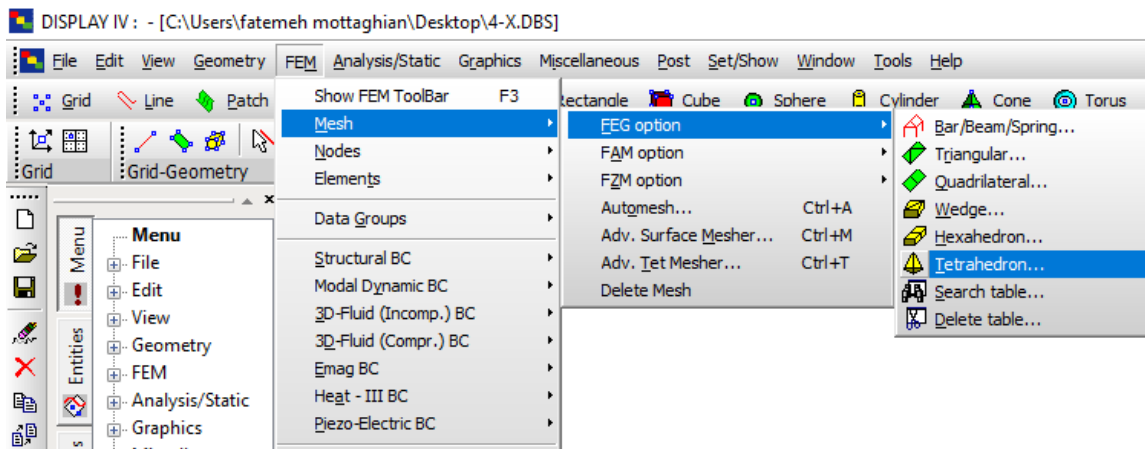 DISPLAY IV : - [C:\Users\fatemeh mottaghian\Desktop\4-X.DBS]
File Edit View Geometry FEM Analysis/Static Graphics Miscellaneous Post Set/Show Window Tools Help
Grid Line Patch Rectangle Cube Sphere Cylinder Cone Torus
Grid Grid-Geometry
Show FEM ToolBar F3
Mesh
Nodes
Elements
Data Groups
Structural BC
Modal Dynamic BC
3D-Fluid (Incomp.) BC
3D-Fluid (Compr.) BC
Emag BC
Heat - III BC
Piezo-Electric BC
FEG option
FAM option
FZM option
Automesh... Ctrl+A
Adv. Surface Mesher... Ctrl+M
Adv. Tet Mesher... Ctrl+T
Delete Mesh
Bar/Beam/Spring...
Triangular...
Quadrilateral...
Wedge...
Hexahedron...
Tetrahedron...
Search table...
Delete table...
Menu
Entities
Menu
File
Edit
View
Geometry
FEM
Analysis/Static
Graphics